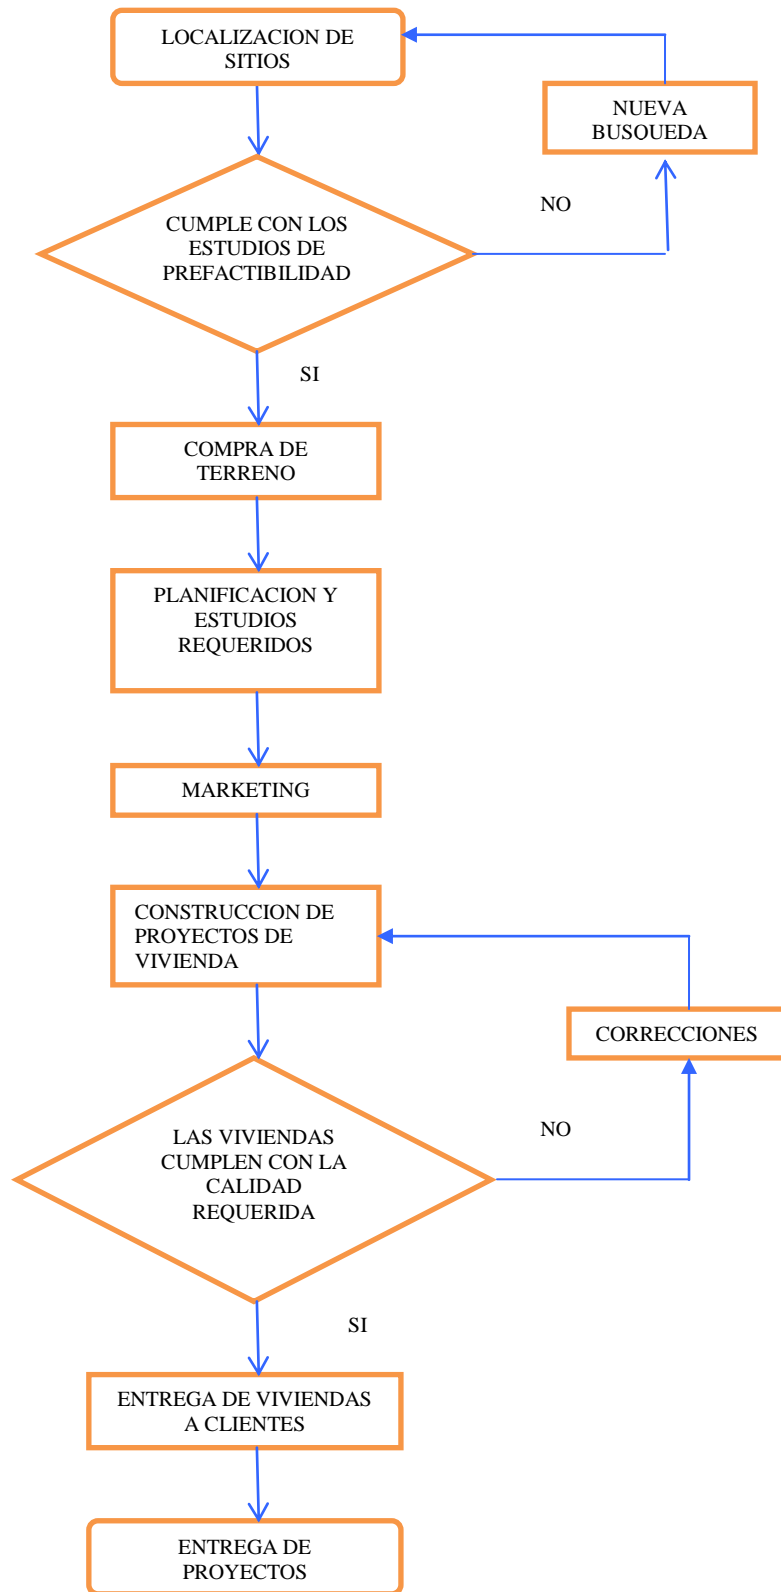 LOCALIZACION DE
SITIOS
NUEVA
BUSQUEDA
NO
CUMPLE CON LOS
ESTUDIOS DE
PREFACTIBILIDAD
SI
COMPRA DE
TERRENO
PLANIFICACION Y
ESTUDIOS
REQUERIDOS
MARKETING
CONSTRUCCION DE
PROYECTOS DE
VIVIENDA
CORRECCIONES
NO
LAS VIVIENDAS
CUMPLEN CON LA
CALIDAD
REQUERIDA
SI
ENTREGA DE VIVIENDAS
A CLIENTES
ENTREGA DE
PROYECTOS